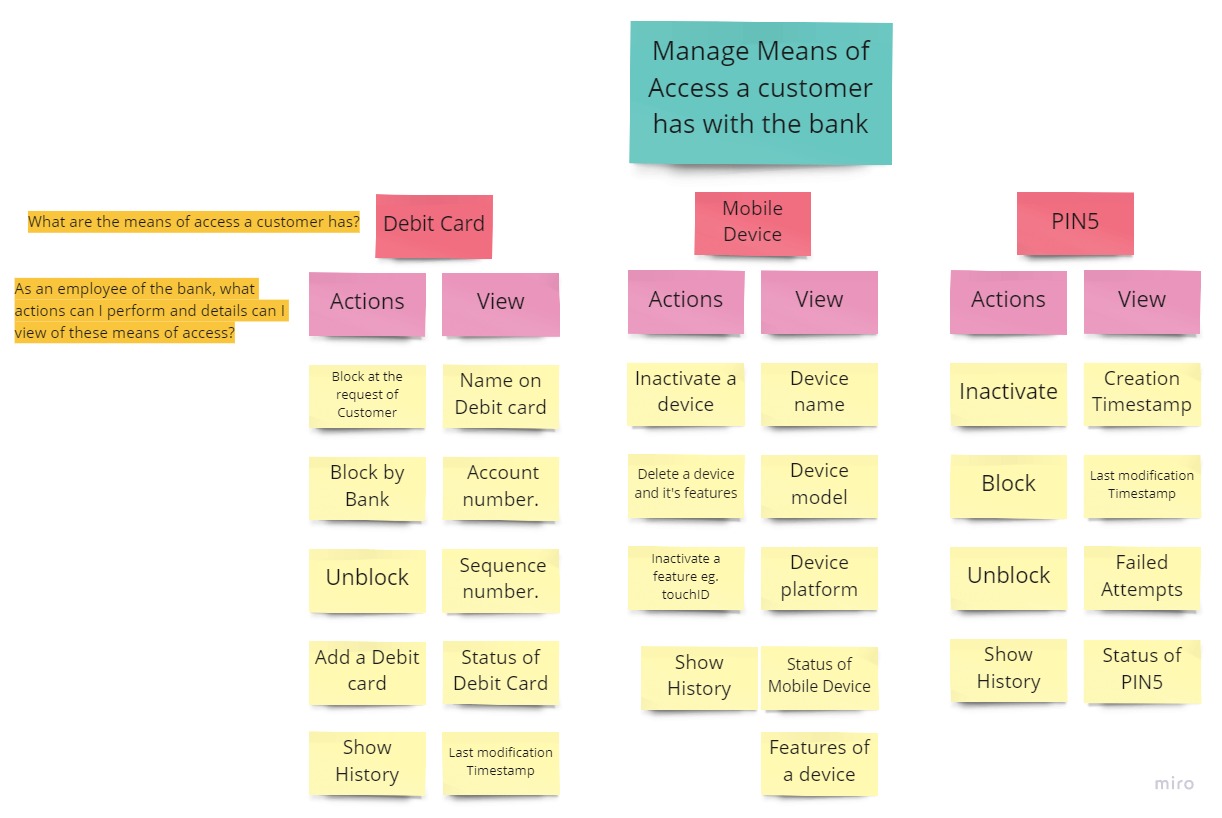 Manage Means of
Access a customer
has with the bank
What are the means of access a customer has?
Debit Card
Mobile
Device
PIN5
As an employee of the bank, what
actions can I perform and details can I
view of these means of access?
Actions
View
Actions
View
Actions
View
Block at the
request of
Customer
Name on
Debit card
Inactivate a
device
Device
name
Inactivate
Creation
Timestamp
Block by
Bank
Account
number.
Delete a device
and it's features
Device
model
Block
Last modification
Timestamp
Unblock
Sequence
number.
Inactivate a
feature eg.
touchID
Device
platform
Unblock
Failed
Attempts
Add a Debit
card
Status of
Debit Card
Show
History
Status of
Mobile Device
Show
History
Status of
PIN5
Show
History
Last modification
Timestamp
Features of
a device
miro